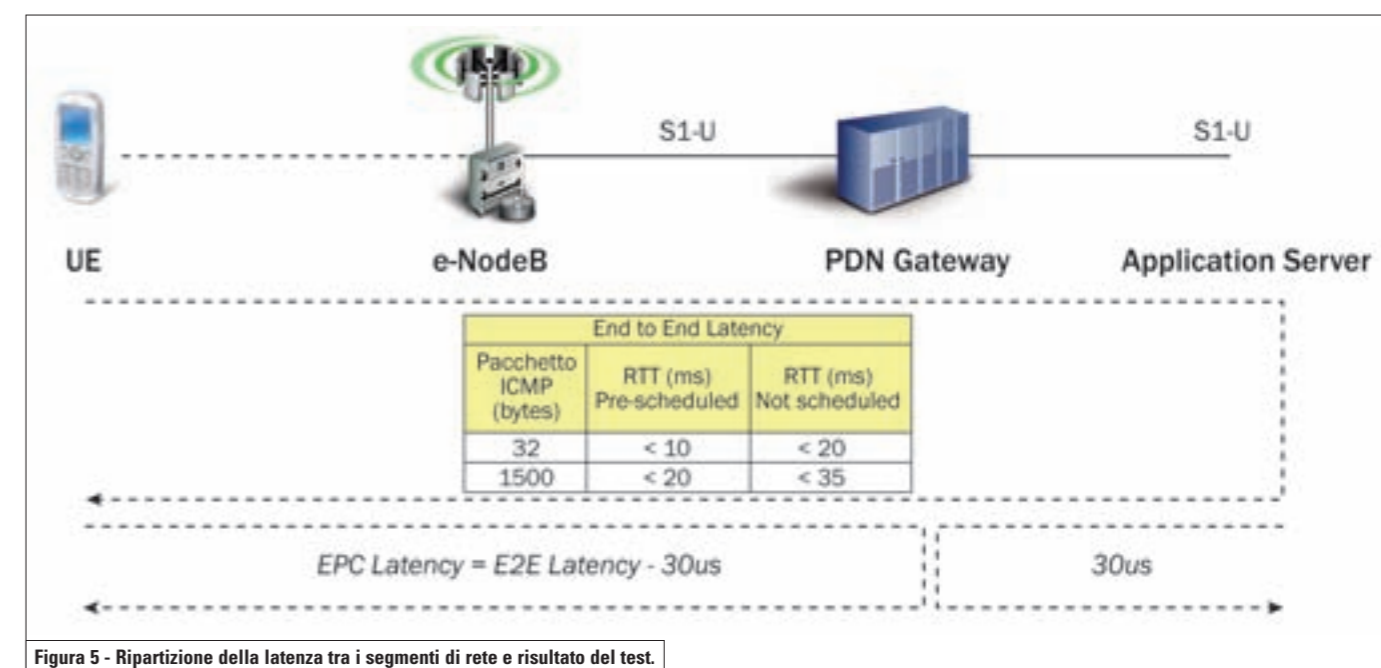 S1-U S1-U
UE e-NodeB PDN Gateway Application Server
End to End Latency
Pacchetto ICMP (bytes) RTT (ms) Pre-scheduled RTT (ms) Not scheduled
32 < 10 < 20
1500 < 20 < 35
EPC Latency = E2E Latency - 30us 30us
Figura 5 - Ripartizione della latenza tra i segmenti di rete e risultato del test.